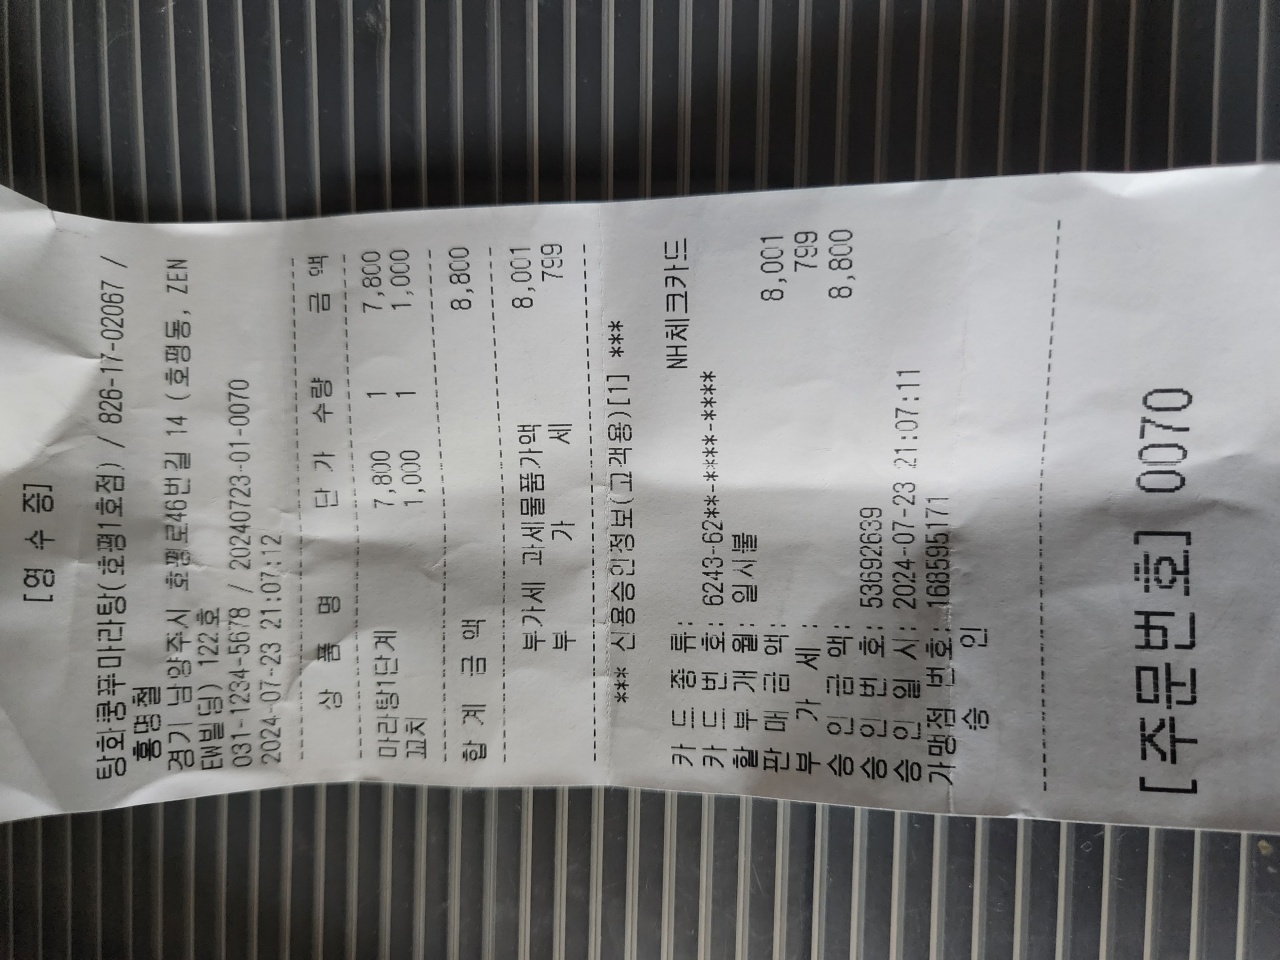 [영 수 증]
탕화쿵푸마라탕(호평1호점) / 826-17-02067 /
홍명철
경기 남양주시 호평로46번길 14 (호평동, ZEN
EW빌딩) 122호
031-1234-5678 / 20240723-01-0070
2024-07-23 21:07:12
상 품 명 단 가 수량 금 액
마라탕1단계 7,800 1 7,800
꼬치 1,000 1 1,000
합 계 금 액 8,800
부가세 과세물품가액 8,001
부 가 세 799
*** 신용승인정보(고객용)[1] ***
카 드 종 류: NH체크카드
카 드 번 호: 6243-62**-****-****
할 부 개 월: 일시불
판 매 금 액: 8,001
부 가 세 : 799
승 인 금 액: 8,800
승 인 번 호: 53692639
승 인 일 시: 2024-07-23 21:07:11
가맹점 번호: 168595171
승 인
[주문번호] 0070